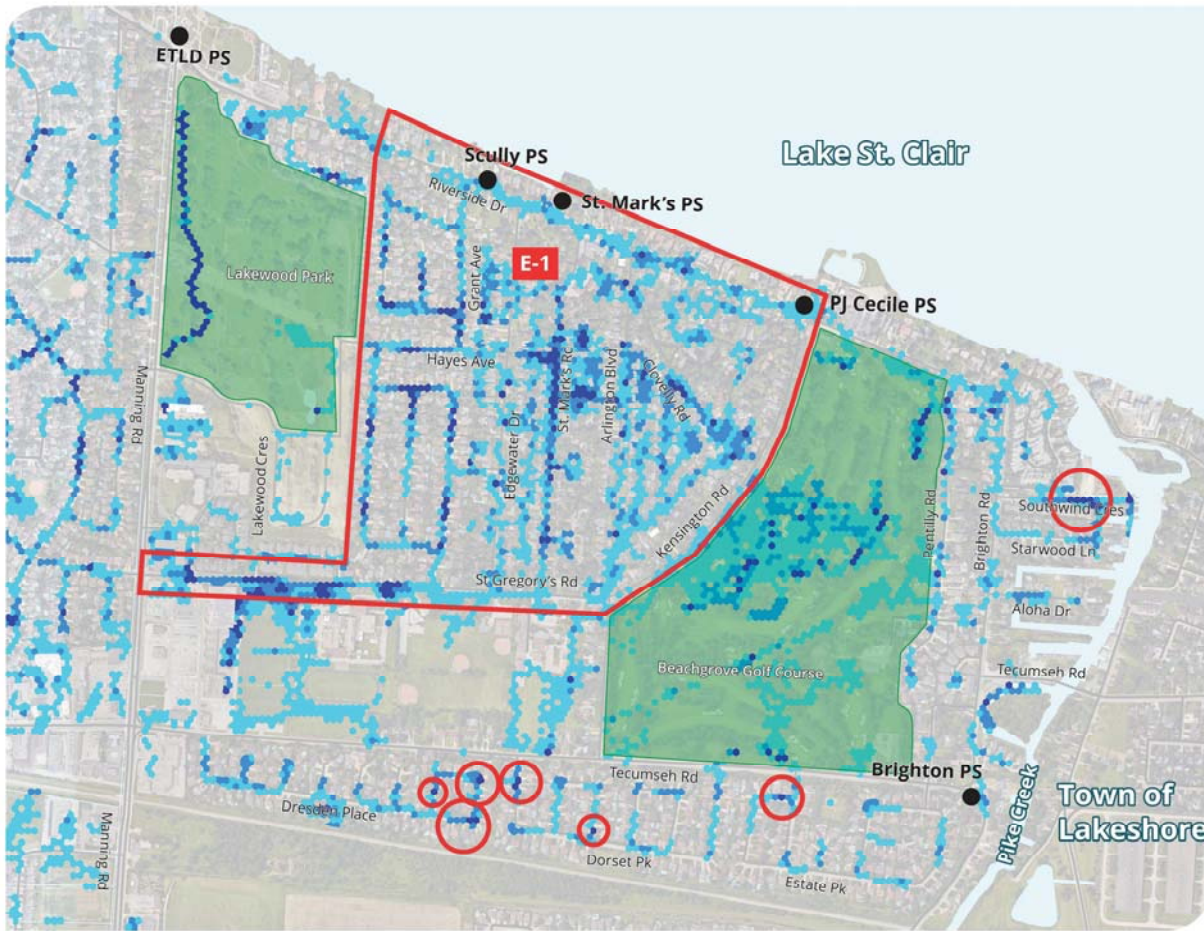 ETLD PS
Lake St. Clair
Scully PS
Riverside Dr
St. Mark's PS
E-1
Lakewood Park
Grant Ave
PJ Cecile PS
Hayes Ave
Manning Rd
Lakewood Cres
Edgewater Dr
St. Mark's Rc
Arlington Blvd
Clovelly Rd
Kensington Rd
Pentilly Rd
Brighton Rd
Southwind Cres
Starwood Ln
St Gregory's Rd
Aloha Dr
Beachgrove Golf Course
Tecumseh Rd
Tecumseh Rd
Brighton PS
Dresden Place
Manning Rd
Dorset Pk
Estate Pk
Pike Creek
Town of
Lakeshore